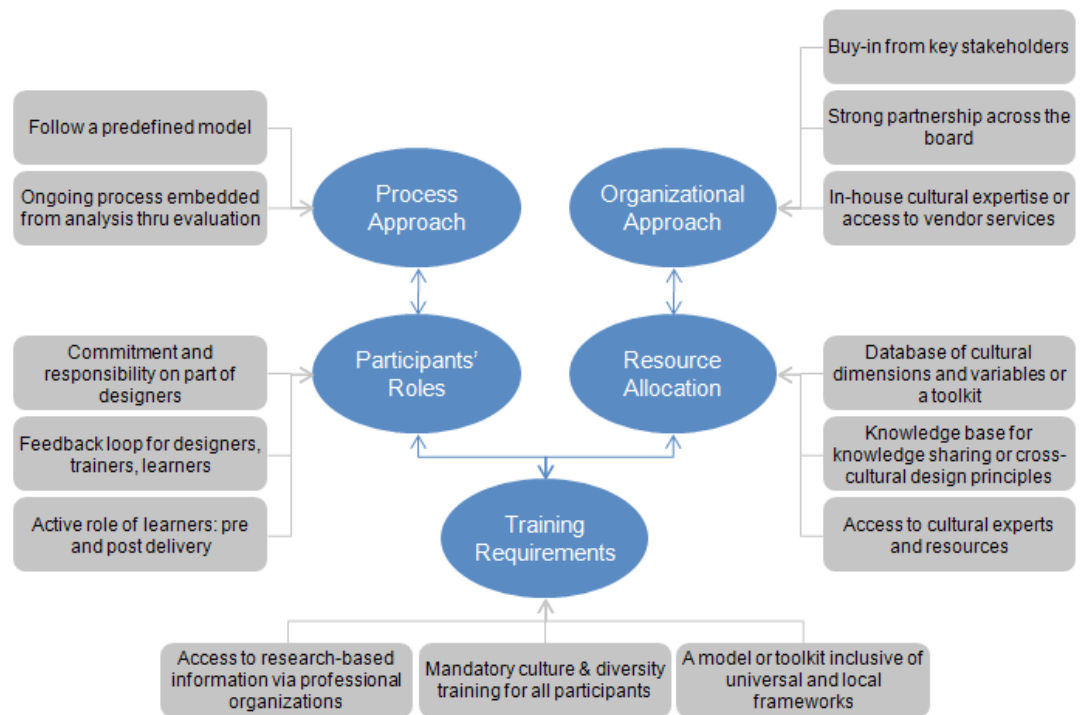 Buy-in from key stakeholders
Follow a predefined model
Strong partnership across the
board
Process
Approach
Organizational
Approach
Ongoing process embedded
from analysis thru evaluation
In-house cultural expertise or
access to vendor services
Commitment and
responsibility on part of
designers
Participants'
Roles
Resource
Allocation
Database of cultural
dimensions and variables or
a toolkit
Feedback loop for designers,
trainers, learners
Knowledge base for
knowledge sharing or cross-
cultural design principles
Active role of learners: pre
and post delivery
Training
Requirements
Access to cultural experts
and resources
Access to research-based
information via professional
organizations
Mandatory culture & diversity
training for all participants
A model or toolkit inclusive of
universal and local
frameworks